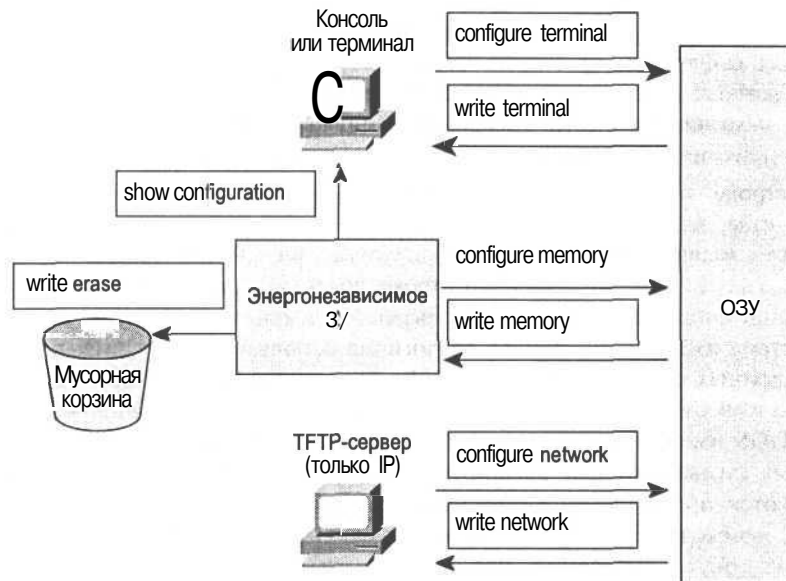 Консоль
или терминал
configure terminal
write terminal
C
show configuration
write erase
Энергонезависимое
configure memory
write memory
ОЗУ
Мусорная
корзина
TFTP-сервер
(только IP)
configure network
write network